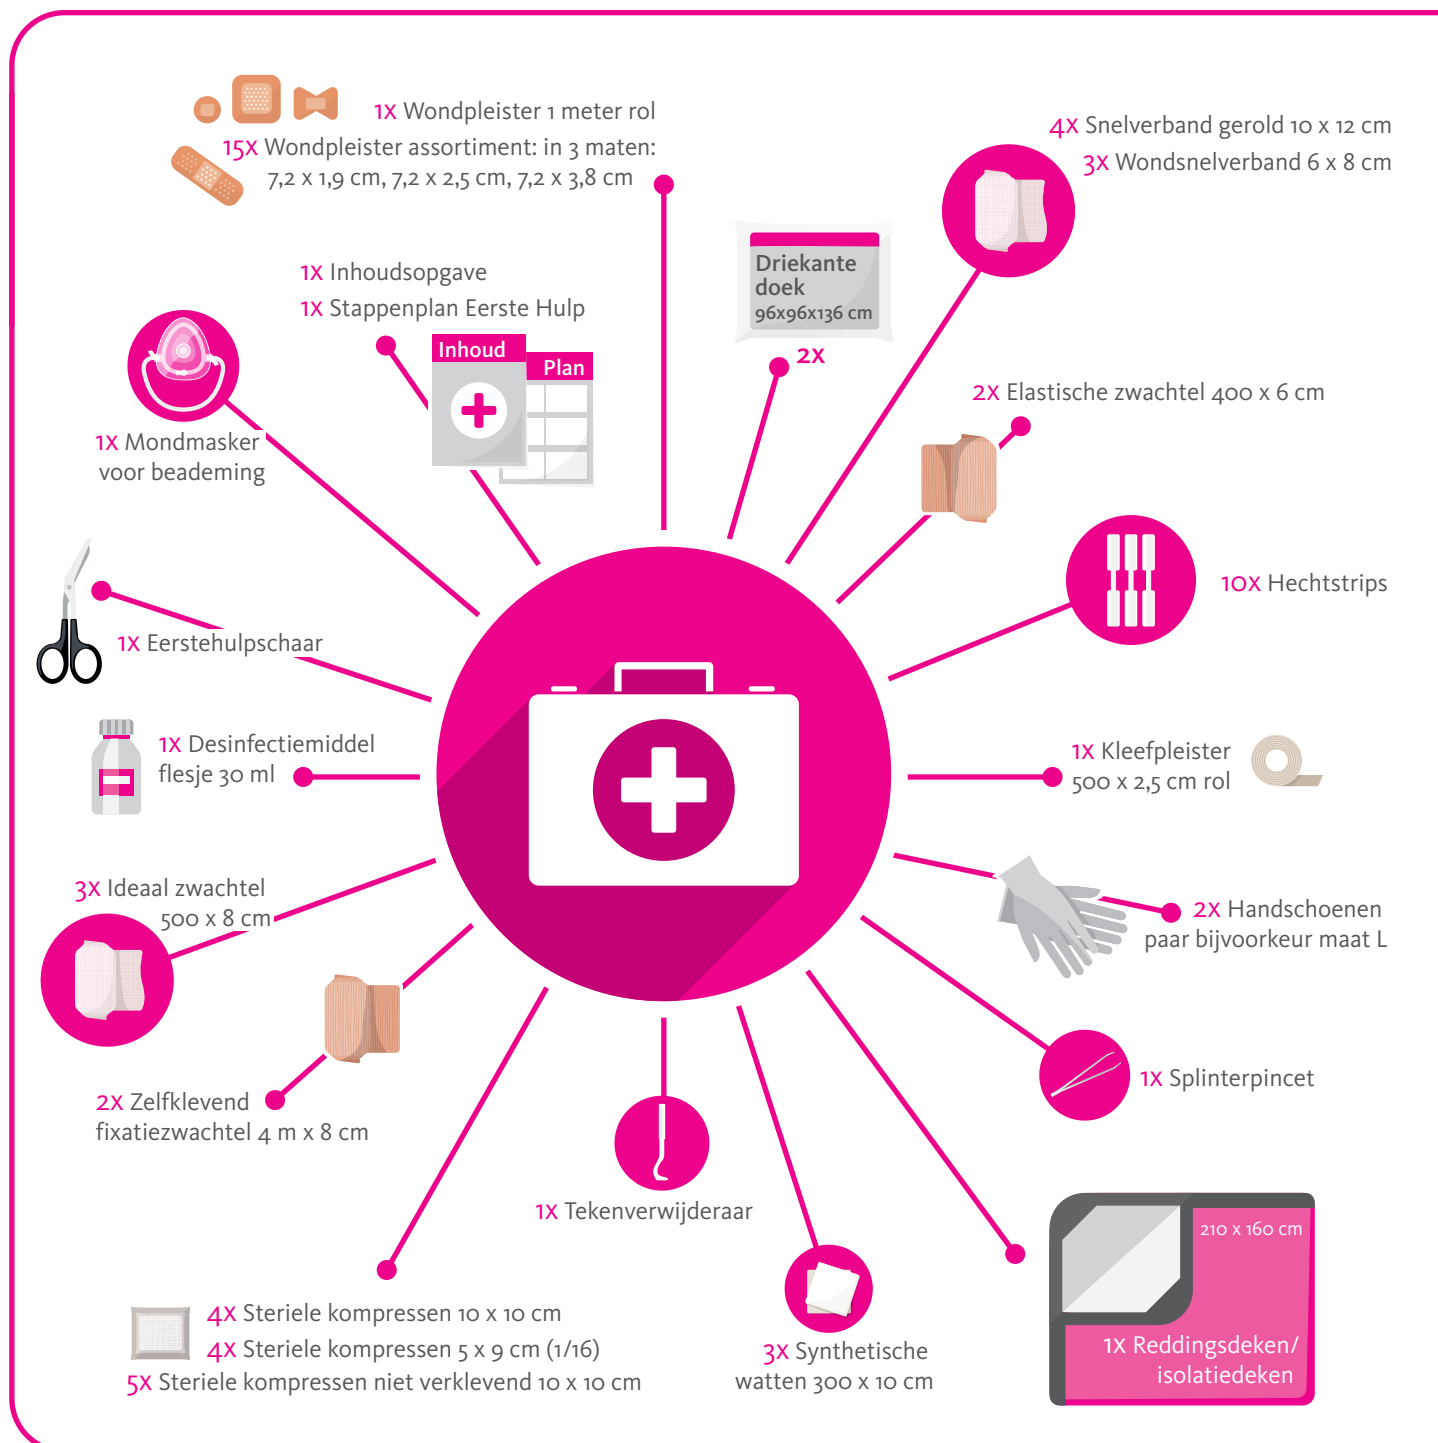 1x Wondpleister 1 meter rol
15x Wondpleister assortiment: in 3 maten:
7,2 x 1,9 cm, 7,2 x 2,5 cm, 7,2 x 3,8 cm
4x Snelverband gerold 10 x 12 cm
3x Wondsnelverband 6 x 8 cm
Driekante
doek
96x96x136 cm
2x
1x Inhoudsopgave
1x Stappenplan Eerste Hulp
Inhoud
Plan
2x Elastische zwachtel 400 x 6 cm
1x Mondmasker
voor beademing
10x Hechtstrips
1x Eerstehulpschaar
1x Desinfectiemiddel
flesje 30 ml
1x Kleefpleister
500 x 2,5 cm rol
3x Ideaal zwachtel
500 x 8 cm
2x Handschoenen
paar bijvoorkeur maat L
2x Zelfklevend
fixatiezwachtel 4 m x 8 cm
1x Splinterpincet
1x Tekenverwijderaar
210 x 160 cm
1x Reddingsdeken/
isolatiedeken
4x Steriele kompressen 10 x 10 cm
4x Steriele kompressen 5 x 9 cm (1/16)
5x Steriele kompressen niet verklevend 10 x 10 cm
3x Synthetische
watten 300 x 10 cm